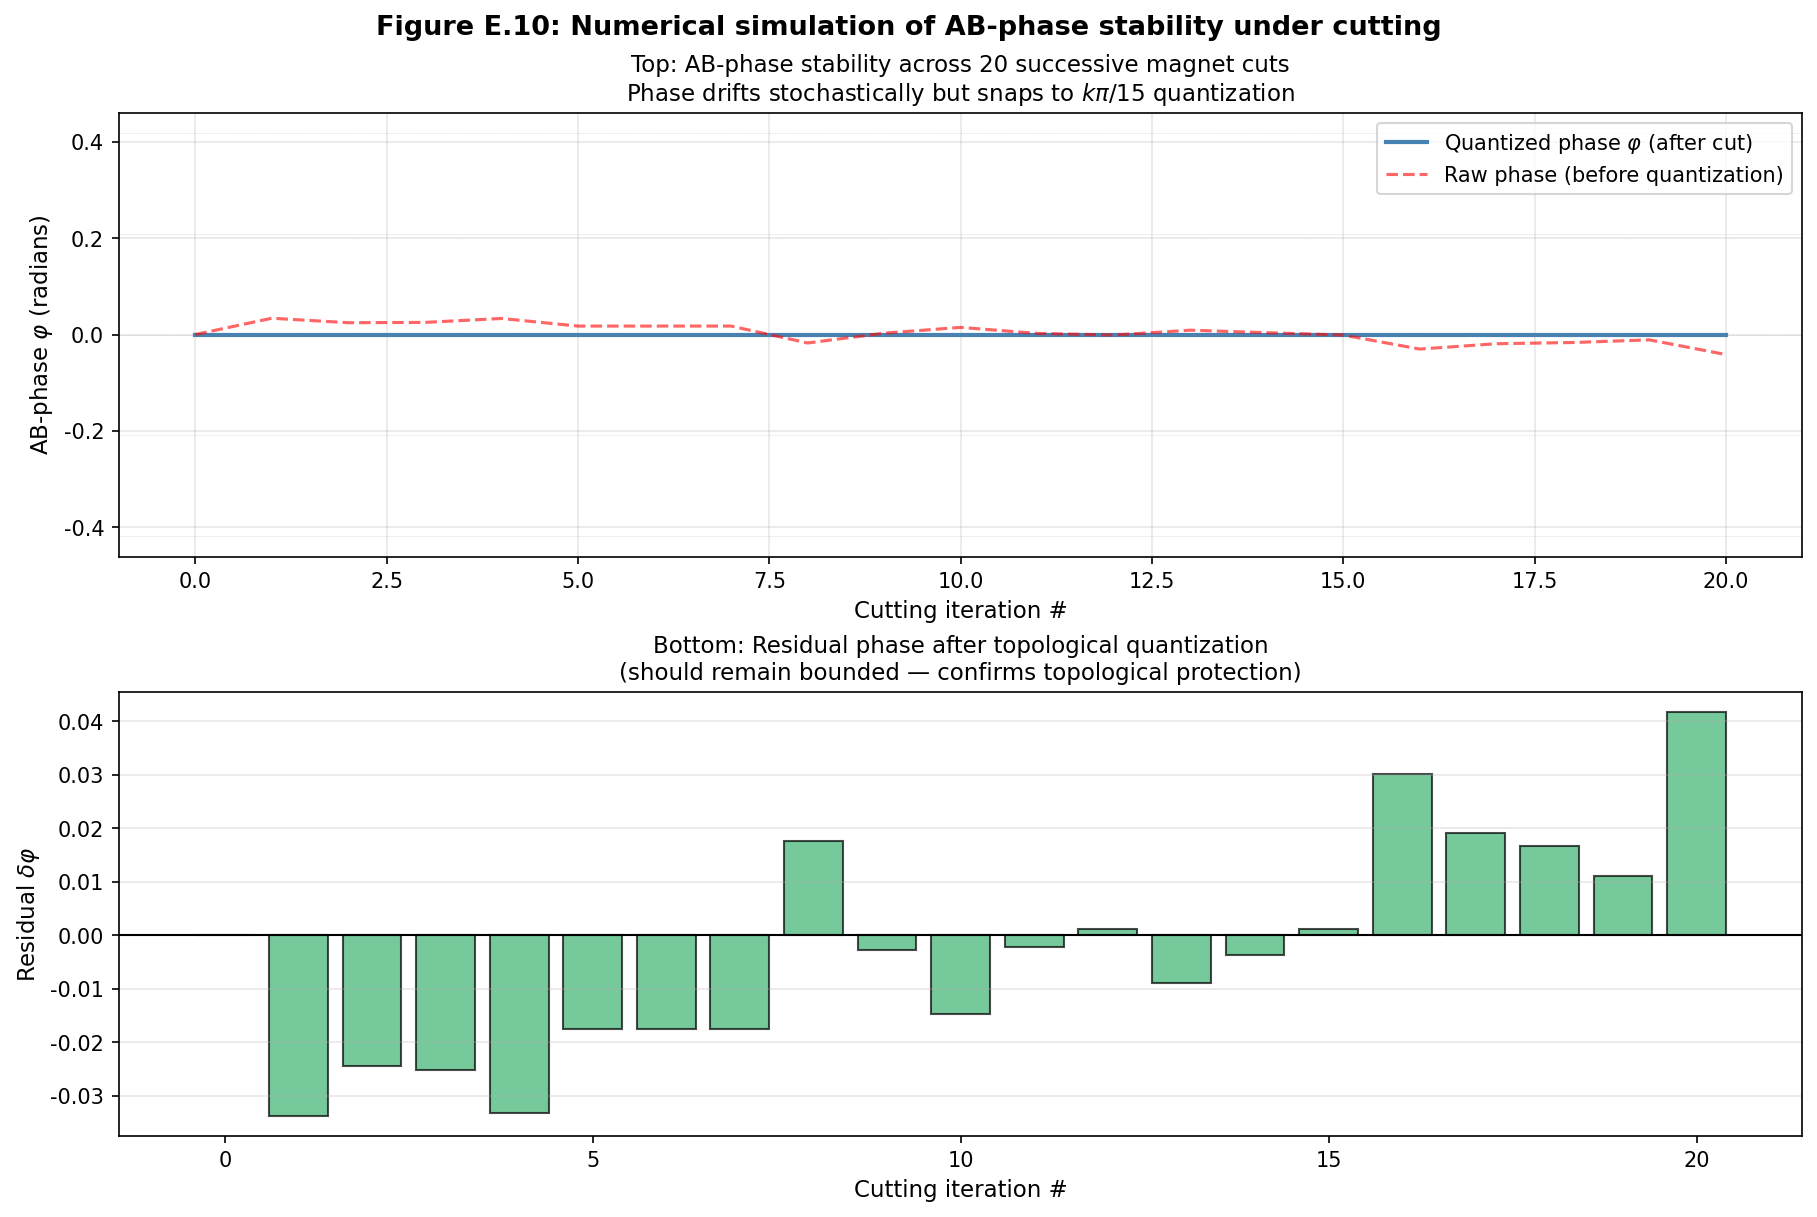 Figure E.10: Numerical simulation of AB-phase stability under cutting
Top: AB-phase stability across 20 successive magnet cuts
Phase drifts stochastically but snaps to kπ/15 quantization
Quantized phase φ (after cut)
Raw phase (before quantization)
AB-phase φ (radians)
0.4
0.2
0.0
-0.2
-0.4
0.0 2.5 5.0 7.5 10.0 12.5 15.0 17.5 20.0
Cutting iteration #
Bottom: Residual phase after topological quantization
(should remain bounded — confirms topological protection)
Residual δφ
0.04
0.03
0.02
0.01
0.00
-0.01
-0.02
-0.03
0 5 10 15 20
Cutting iteration #